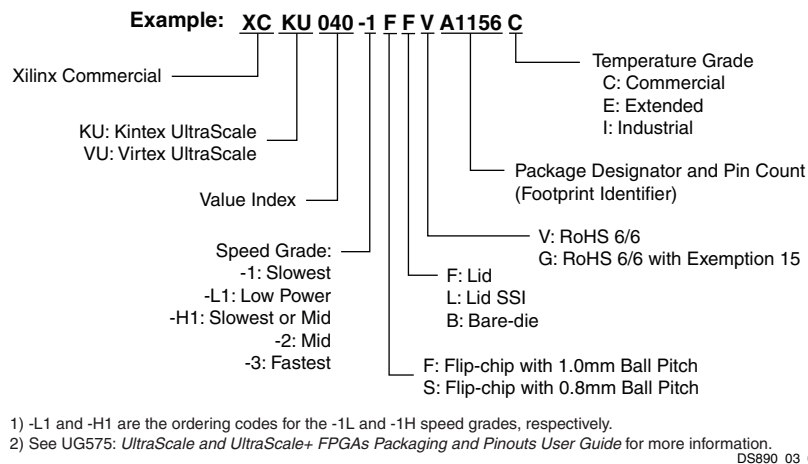 Example: XC KU 040 -1 F F V A1156 C
Temperature Grade
C: Commercial
E: Extended
I: Industrial
Xilinx Commercial
KU: Kintex UltraScale
VU: Virtex UltraScale
Package Designator and Pin Count
(Footprint Identifier)
Value Index
V: RoHS 6/6
G: RoHS 6/6 with Exemption 15
Speed Grade:
-1: Slowest
-L1: Low Power
-H1: Slowest or Mid
-2: Mid
-3: Fastest
F: Lid
L: Lid SSI
B: Bare-die
F: Flip-chip with 1.0mm Ball Pitch
S: Flip-chip with 0.8mm Ball Pitch
1) -L1 and -H1 are the ordering codes for the -1L and -1H speed grades, respectively.
2) See UG575: UltraScale and UltraScale+ FPGAs Packaging and Pinouts User Guide for more information.
DS890_03